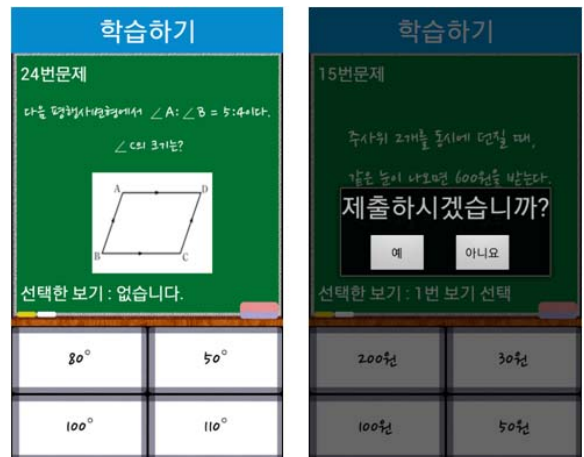 학습하기
24번문제
다음 평행사변형에서 ∠A: ∠B = 5:4이다.
∠C의 크기는?
A
D
B
C
선택한 보기 : 없습니다.
80°
50°
100°
110°
학습하기
15번문제
주사위 2개를 동시에 던질 때,
같은 눈이 나오면 600원을 받는다.
제출하시겠습니까?
예
아니요
선택한 보기 : 1번 보기 선택
200원
30원
100원
50원